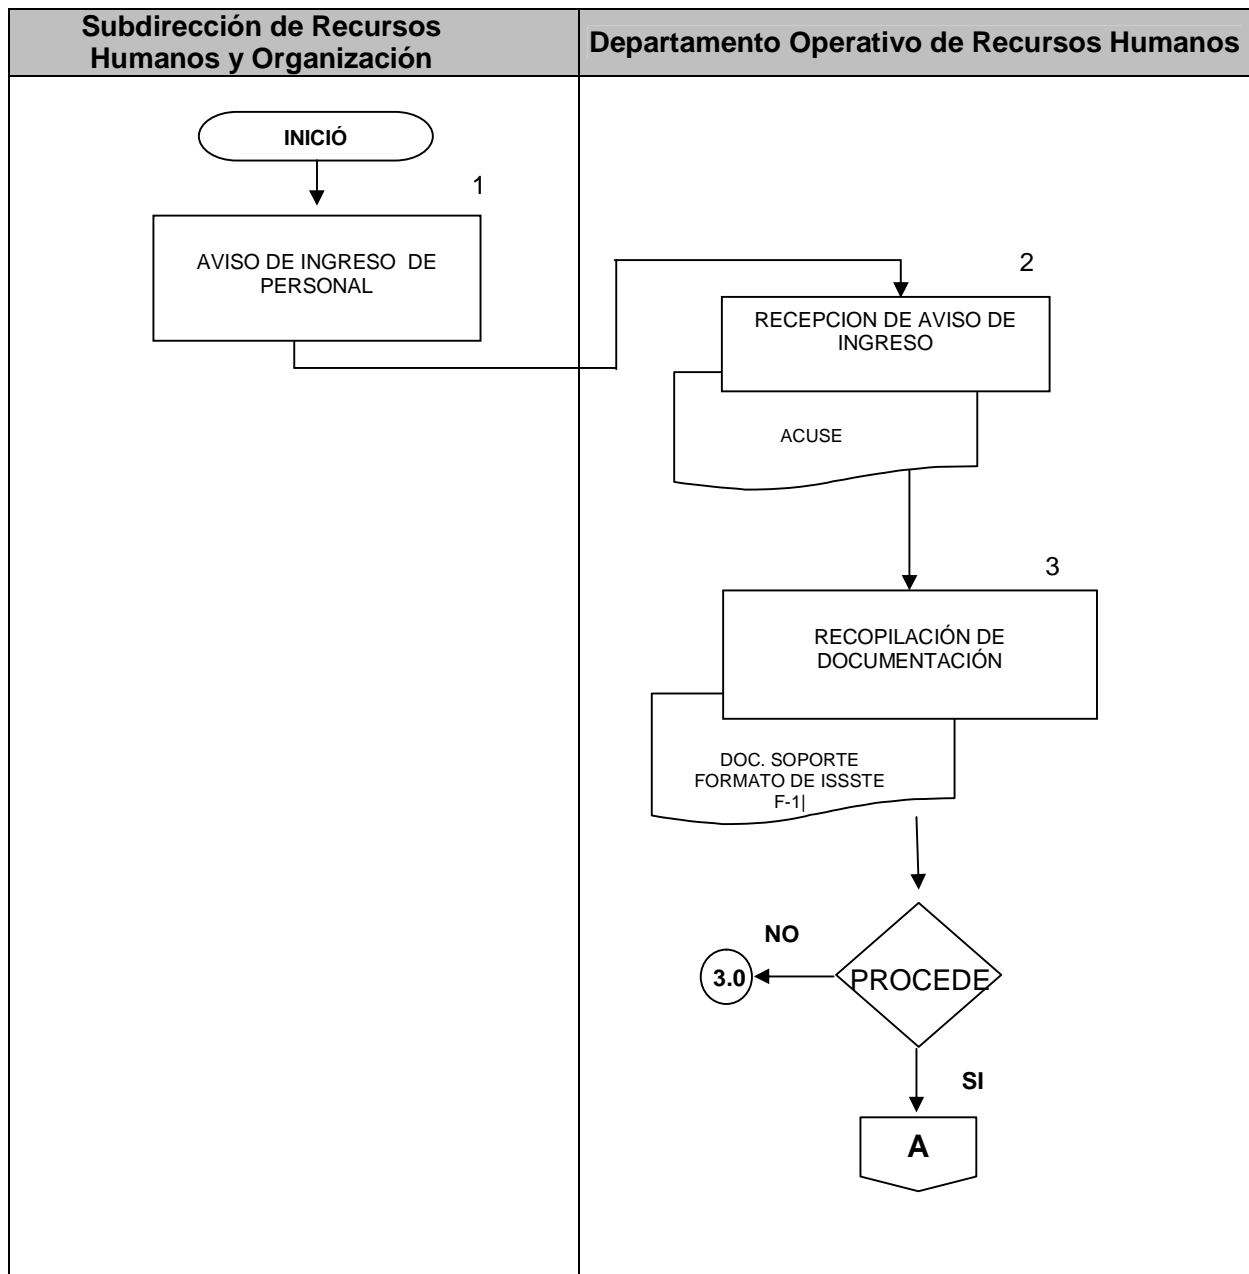 Subdirección de Recursos
Humanos y Organización
Departamento Operativo de Recursos Humanos
INICIÓ
1
AVISO DE INGRESO DE
PERSONAL
2
RECEPCION DE AVISO DE
INGRESO
ACUSE
3
RECOPILACIÓN DE
DOCUMENTACIÓN
DOC. SOPORTE
FORMATO DE ISSSTE
F-1|
NO
3.0
PROCEDE
SI
A